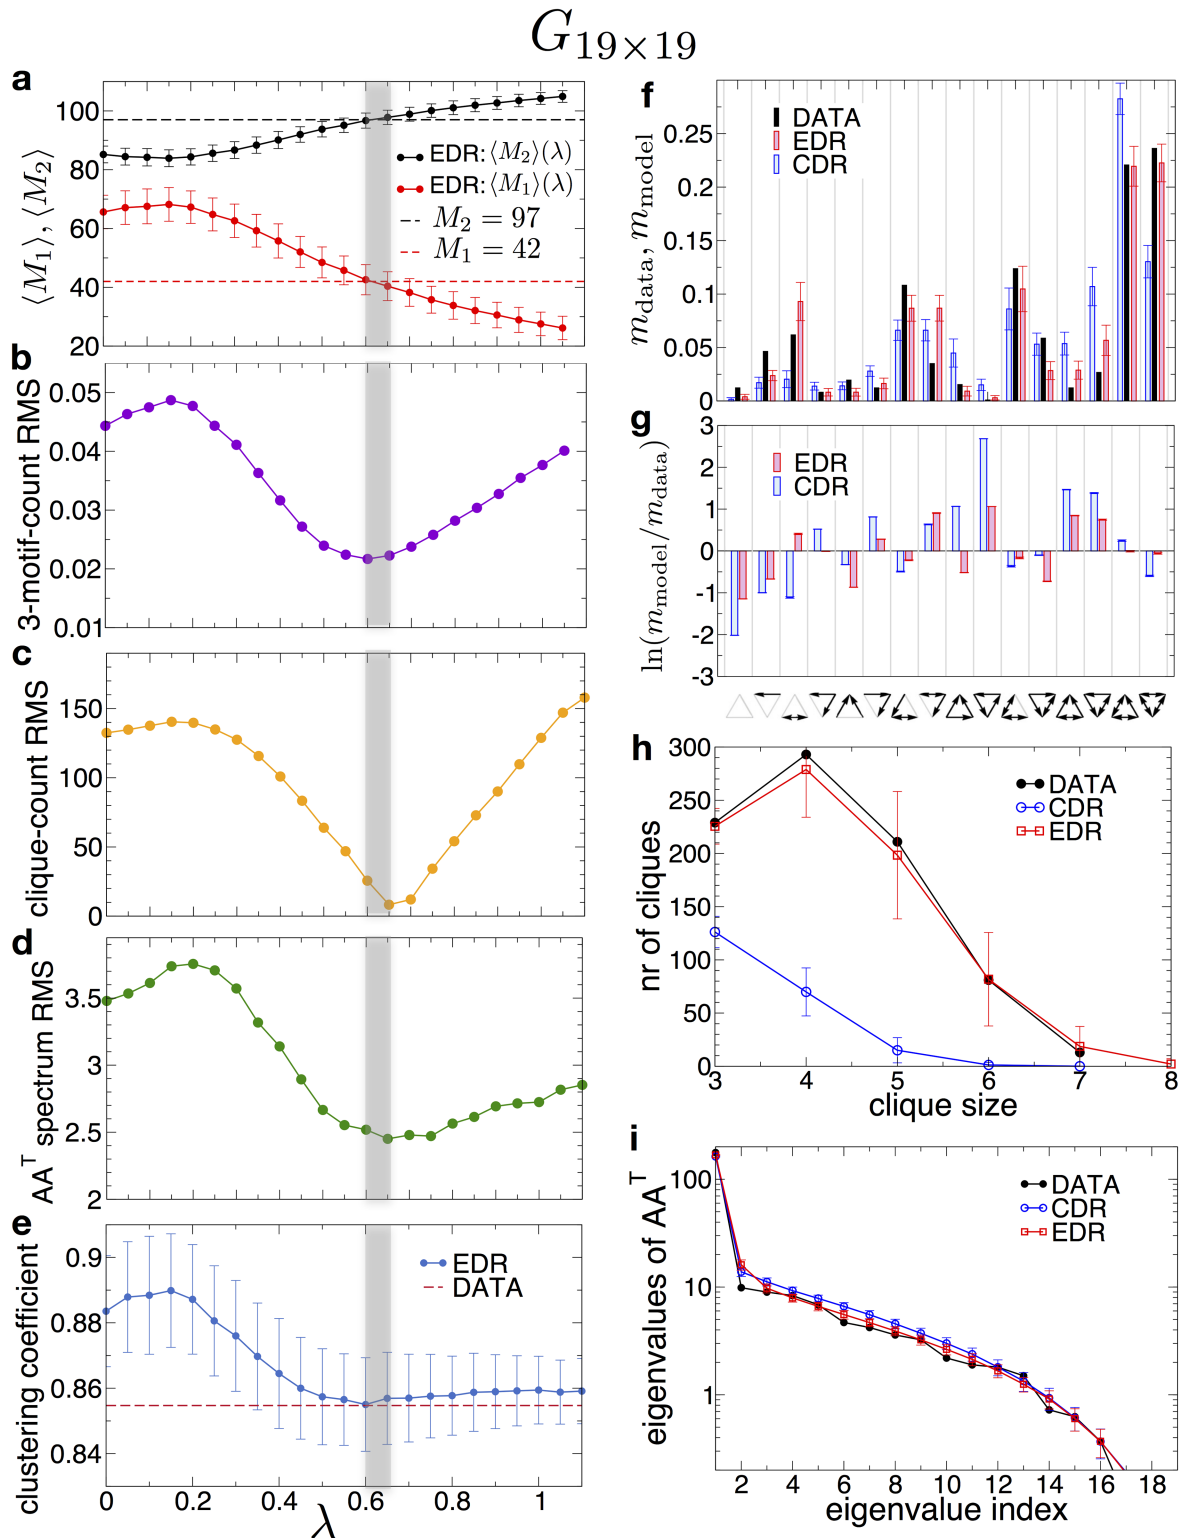 G19×19
a
100
80
60
40
20
⟨M1⟩, ⟨M2⟩
EDR: ⟨M2⟩(λ)
EDR: ⟨M1⟩(λ)
M2 = 97
M1 = 42
b
0.05
0.04
0.03
0.02
0.01
3-motif-count RMS
c
150
100
50
0
clique-count RMS
d
3.5
3
2.5
2
AAᵀ spectrum RMS
e
0.9
0.88
0.86
0.84
clustering coefficient
EDR
DATA
0 0.2 0.4 0.6 0.8 1
λ
f
0.25
0.2
0.15
0.1
0.05
0
mdata, mmodel
DATA
EDR
CDR
g
3
2
1
0
-1
-2
-3
ln(mmodel/mdata)
EDR
CDR
h
300
250
200
150
100
50
0
nr of cliques
DATA
CDR
EDR
3 4 5 6 7 8
clique size
i
100
10
1
eigenvalues of AAᵀ
DATA
CDR
EDR
2 4 6 8 10 12 14 16 18
eigenvalue index